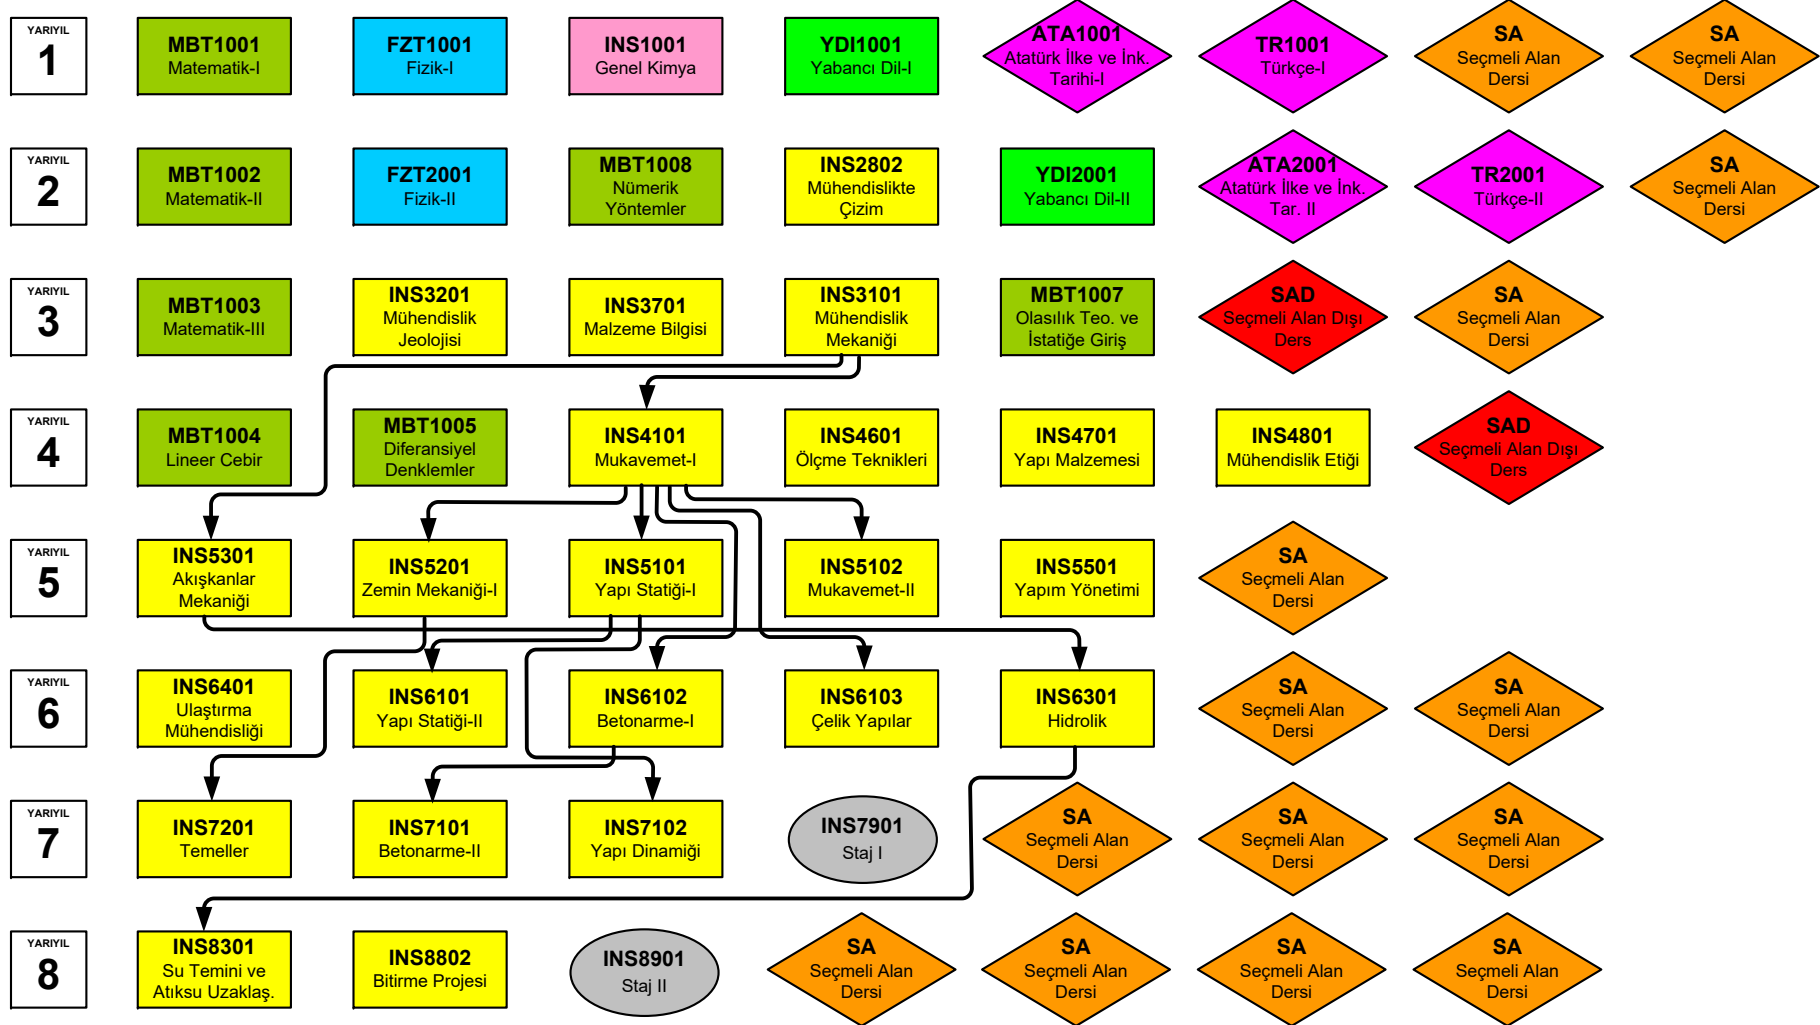 YARIYIL
1
MBT1001
Matematik-I
FZT1001
Fizik-I
INS1001
Genel Kimya
YDI1001
Yabancı Dil-I
ATA1001
Atatürk İlke ve İnk.
Tarihi-I
TR1001
Türkçe-I
SA
Seçmeli Alan
Dersi
SA
Seçmeli Alan
Dersi
YARIYIL
2
MBT1002
Matematik-II
FZT2001
Fizik-II
MBT1008
Nümerik
Yöntemler
INS2802
Mühendislikte
Çizim
YDI2001
Yabancı Dil-II
ATA2001
Atatürk İlke ve İnk.
Tar. II
TR2001
Türkçe-II
SA
Seçmeli Alan
Dersi
YARIYIL
3
MBT1003
Matematik-III
INS3201
Mühendislik
Jeolojisi
INS3701
Malzeme Bilgisi
INS3101
Mühendislik
Mekaniği
MBT1007
Olasılık Teo. ve
İstatiğe Giriş
SAD
Seçmeli Alan Dışı
Ders
SA
Seçmeli Alan
Dersi
YARIYIL
4
MBT1004
Lineer Cebir
MBT1005
Diferansiyel
Denklemler
INS4101
Mukavemet-I
INS4601
Ölçme Teknikleri
INS4701
Yapı Malzemesi
INS4801
Mühendislik Etiği
SAD
Seçmeli Alan Dışı
Ders
YARIYIL
5
INS5301
Akışkanlar
Mekaniği
INS5201
Zemin Mekaniği-I
INS5101
Yapı Statiği-I
INS5102
Mukavemet-II
INS5501
Yapım Yönetimi
SA
Seçmeli Alan
Dersi
YARIYIL
6
INS6401
Ulaştırma
Mühendisliği
INS6101
Yapı Statiği-II
INS6102
Betonarme-I
INS6103
Çelik Yapılar
INS6301
Hidrolik
SA
Seçmeli Alan
Dersi
SA
Seçmeli Alan
Dersi
YARIYIL
7
INS7201
Temeller
INS7101
Betonarme-II
INS7102
Yapı Dinamiği
INS7901
Staj I
SA
Seçmeli Alan
Dersi
SA
Seçmeli Alan
Dersi
SA
Seçmeli Alan
Dersi
YARIYIL
8
INS8301
Su Temini ve
Atıksu Uzaklaş.
INS8802
Bitirme Projesi
INS8901
Staj II
SA
Seçmeli Alan
Dersi
SA
Seçmeli Alan
Dersi
SA
Seçmeli Alan
Dersi
SA
Seçmeli Alan
Dersi